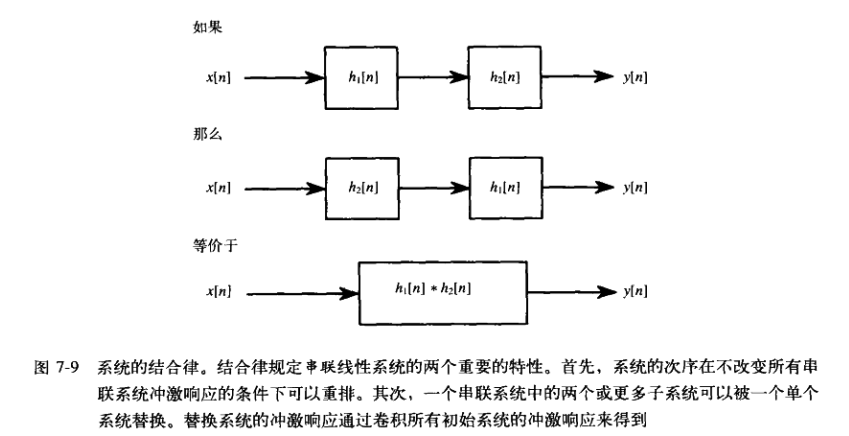 如果
x[n] h₁[n] h₂[n] y[n]
那么
x[n] h₂[n] h₁[n] y[n]
等价于
x[n] h₁[n] * h₂[n] y[n]
图 7-9 系统的结合律。结合律规定串联线性系统的两个重要的特性。首先，系统的次序在不改变所有串
联系统冲激响应的条件下可以重排。其次，一个串联系统中的两个或更多子系统可以被一个单个
系统替换。替换系统的冲激响应通过卷积所有初始系统的冲激响应来得到